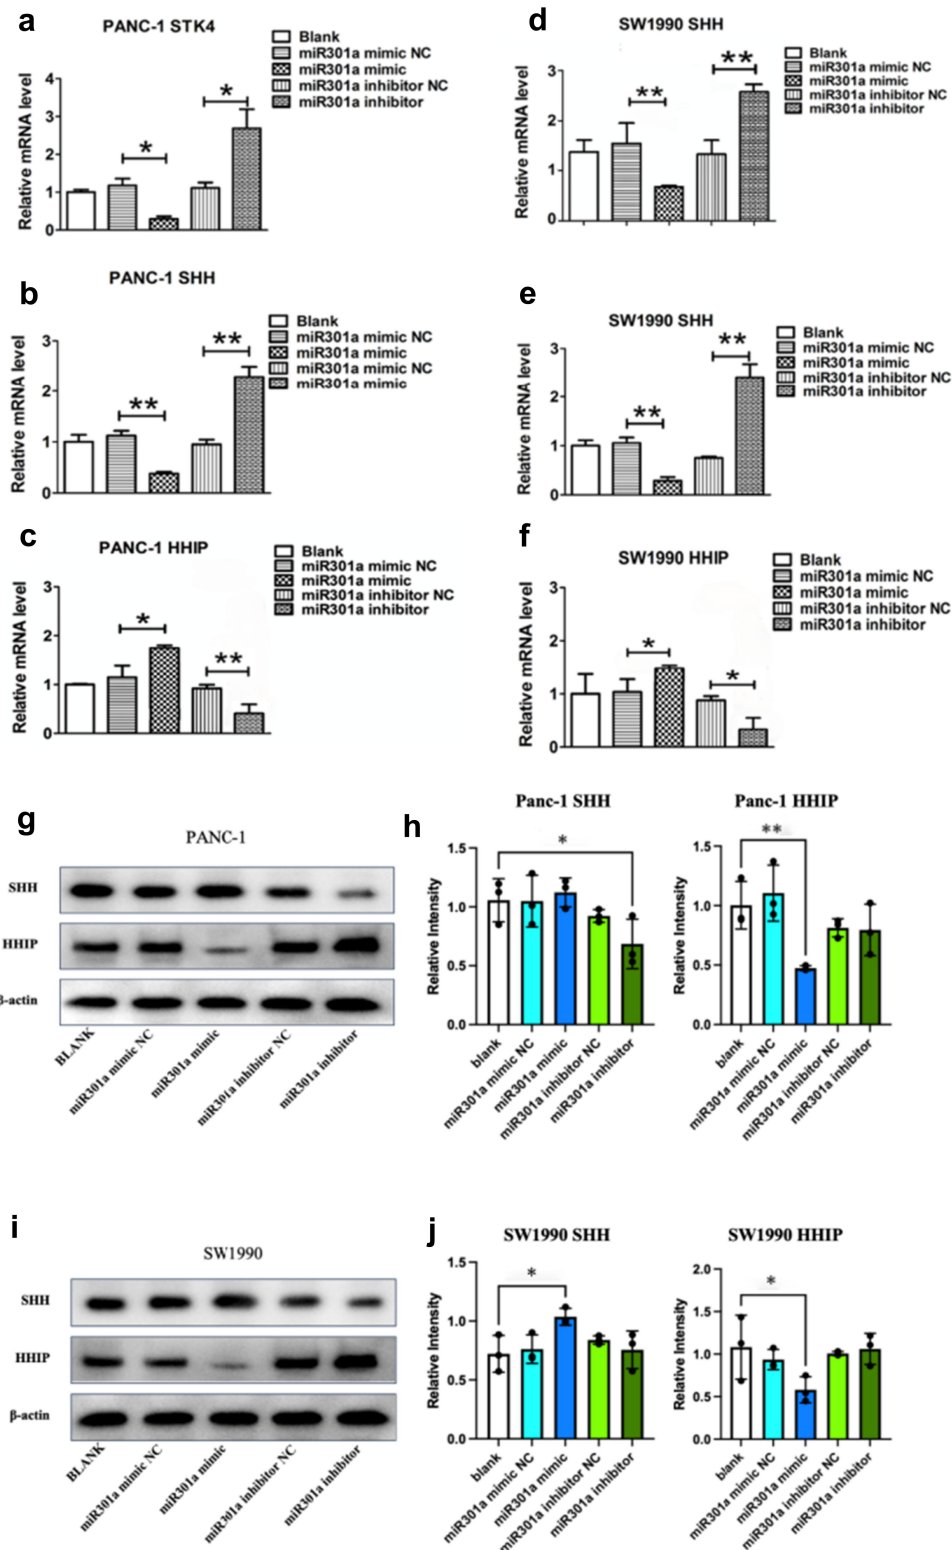 a
PANC-1 STK4
Blank
miR301a mimic NC
miR301a mimic
miR301a inhibitor NC
miR301a inhibitor
Relative mRNA level
4
3
2
1
0
*
*
d
SW1990 SHH
Blank
miR301a mimic NC
miR301a mimic
miR301a inhibitor NC
miR301a inhibitor
Relative mRNA level
3
2
1
0
**
**
b
PANC-1 SHH
Blank
miR301a mimic NC
miR301a mimic
miR301a mimic NC
miR301a mimic
Relative mRNA level
3
2
1
0
**
**
e
SW1990 SHH
Blank
miR301a mimic NC
miR301a mimic
miR301a inhibitor NC
miR301a inhibitor
Relative mRNA level
3
2
1
0
**
**
c
PANC-1 HHIP
Blank
miR301a mimic NC
miR301a mimic
miR301a inhibitor NC
miR301a inhibitor
Relative mRNA level
3
2
1
0
*
**
f
SW1990 HHIP
Blank
miR301a mimic NC
miR301a mimic
miR301a inhibitor NC
miR301a inhibitor
Relative mRNA level
3
2
1
0
*
*
g
PANC-1
SHH
HHIP
β-actin
BLANK
miR301a mimic NC
miR301a mimic
miR301a inhibitor NC
miR301a inhibitor
h
Panc-1 SHH
Relative Intensity
1.5
1.0
0.5
0.0
*
blank
miR301a mimic NC
miR301a mimic
miR301a inhibitor NC
miR301a inhibitor
Panc-1 HHIP
Relative Intensity
1.5
1.0
0.5
0.0
**
blank
miR301a mimic NC
miR301a mimic
miR301a inhibitor NC
miR301a inhibitor
i
SW1990
SHH
HHIP
β-actin
BLANK
miR301a mimic NC
miR301a mimic
miR301a inhibitor NC
miR301a inhibitor
j
SW1990 SHH
Relative Intensity
1.5
1.0
0.5
0.0
*
blank
miR301a mimic NC
miR301a mimic
miR301a inhibitor NC
miR301a inhibitor
SW1990 HHIP
Relative Intensity
2.0
1.5
1.0
0.5
0.0
*
blank
miR301a mimic NC
miR301a mimic
miR301a inhibitor NC
miR301a inhibitor